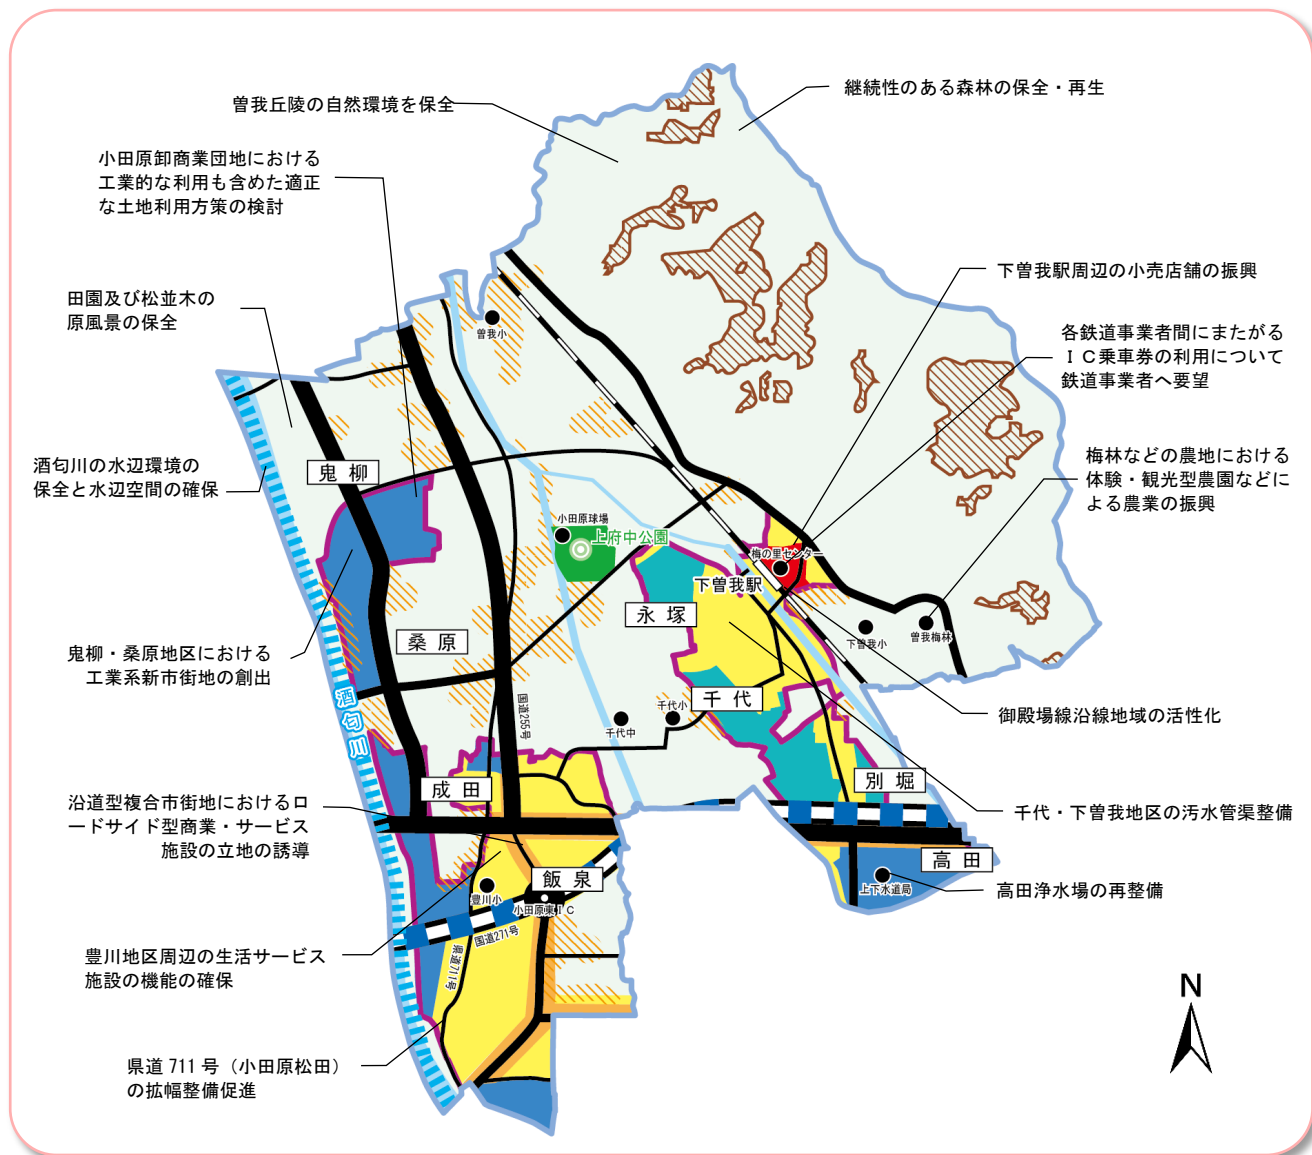 継続性のある森林の保全・再生
曽我丘陵の自然環境を保全
小田原卸商業団地における
工業的な利用も含めた適正
な土地利用方策の検討
下曽我駅周辺の小売店舗の振興
田園及び松並木の
原風景の保全
各鉄道事業者間にまたがる
ＩＣ乗車券の利用について
鉄道事業者へ要望
曽我小
酒匂川の水辺環境の
保全と水辺空間の確保
鬼柳
梅林などの農地における
体験・観光型農園などに
よる農業の振興
小田原球場
上府中公園
梅の里センター
下曽我駅
永塚
下曽我小
曽我梅林
桑原
鬼柳・桑原地区における
工業系新市街地の創出
酒匂川
国道255号
千代
千代小
千代中
御殿場線沿線地域の活性化
成田
別堀
沿道型複合市街地におけるロ
ードサイド型商業・サービス
施設の立地の誘導
千代・下曽我地区の汚水管渠整備
高田
飯泉
上下水道局
高田浄水場の再整備
豊川小
小田原東ＩＣ
国道271号
県道711号
豊川地区周辺の生活サービス
施設の機能の確保
県道 711 号（小田原松田）
の拡幅整備促進
N